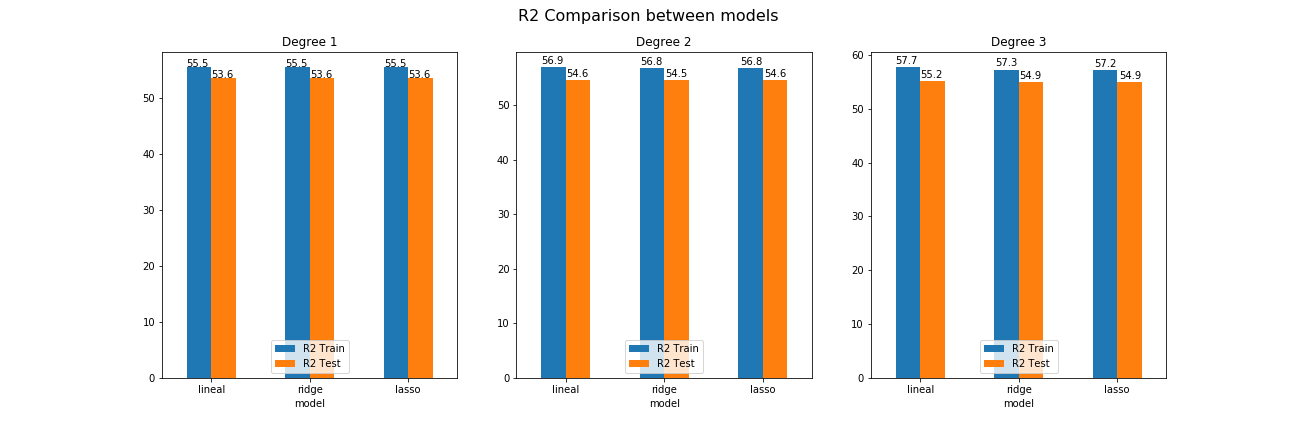 R2 Comparison between models
Degree 1
55.5 53.6 55.5 53.6 55.5 53.6
50
40
30
20
10
0
R2 Train
R2 Test
lineal ridge lasso
model
Degree 2
56.9 54.6 56.8 54.5 56.8 54.6
50
40
30
20
10
0
R2 Train
R2 Test
lineal ridge lasso
model
Degree 3
57.7 55.2 57.3 54.9 57.2 54.9
60
50
40
30
20
10
0
R2 Train
R2 Test
lineal ridge lasso
model